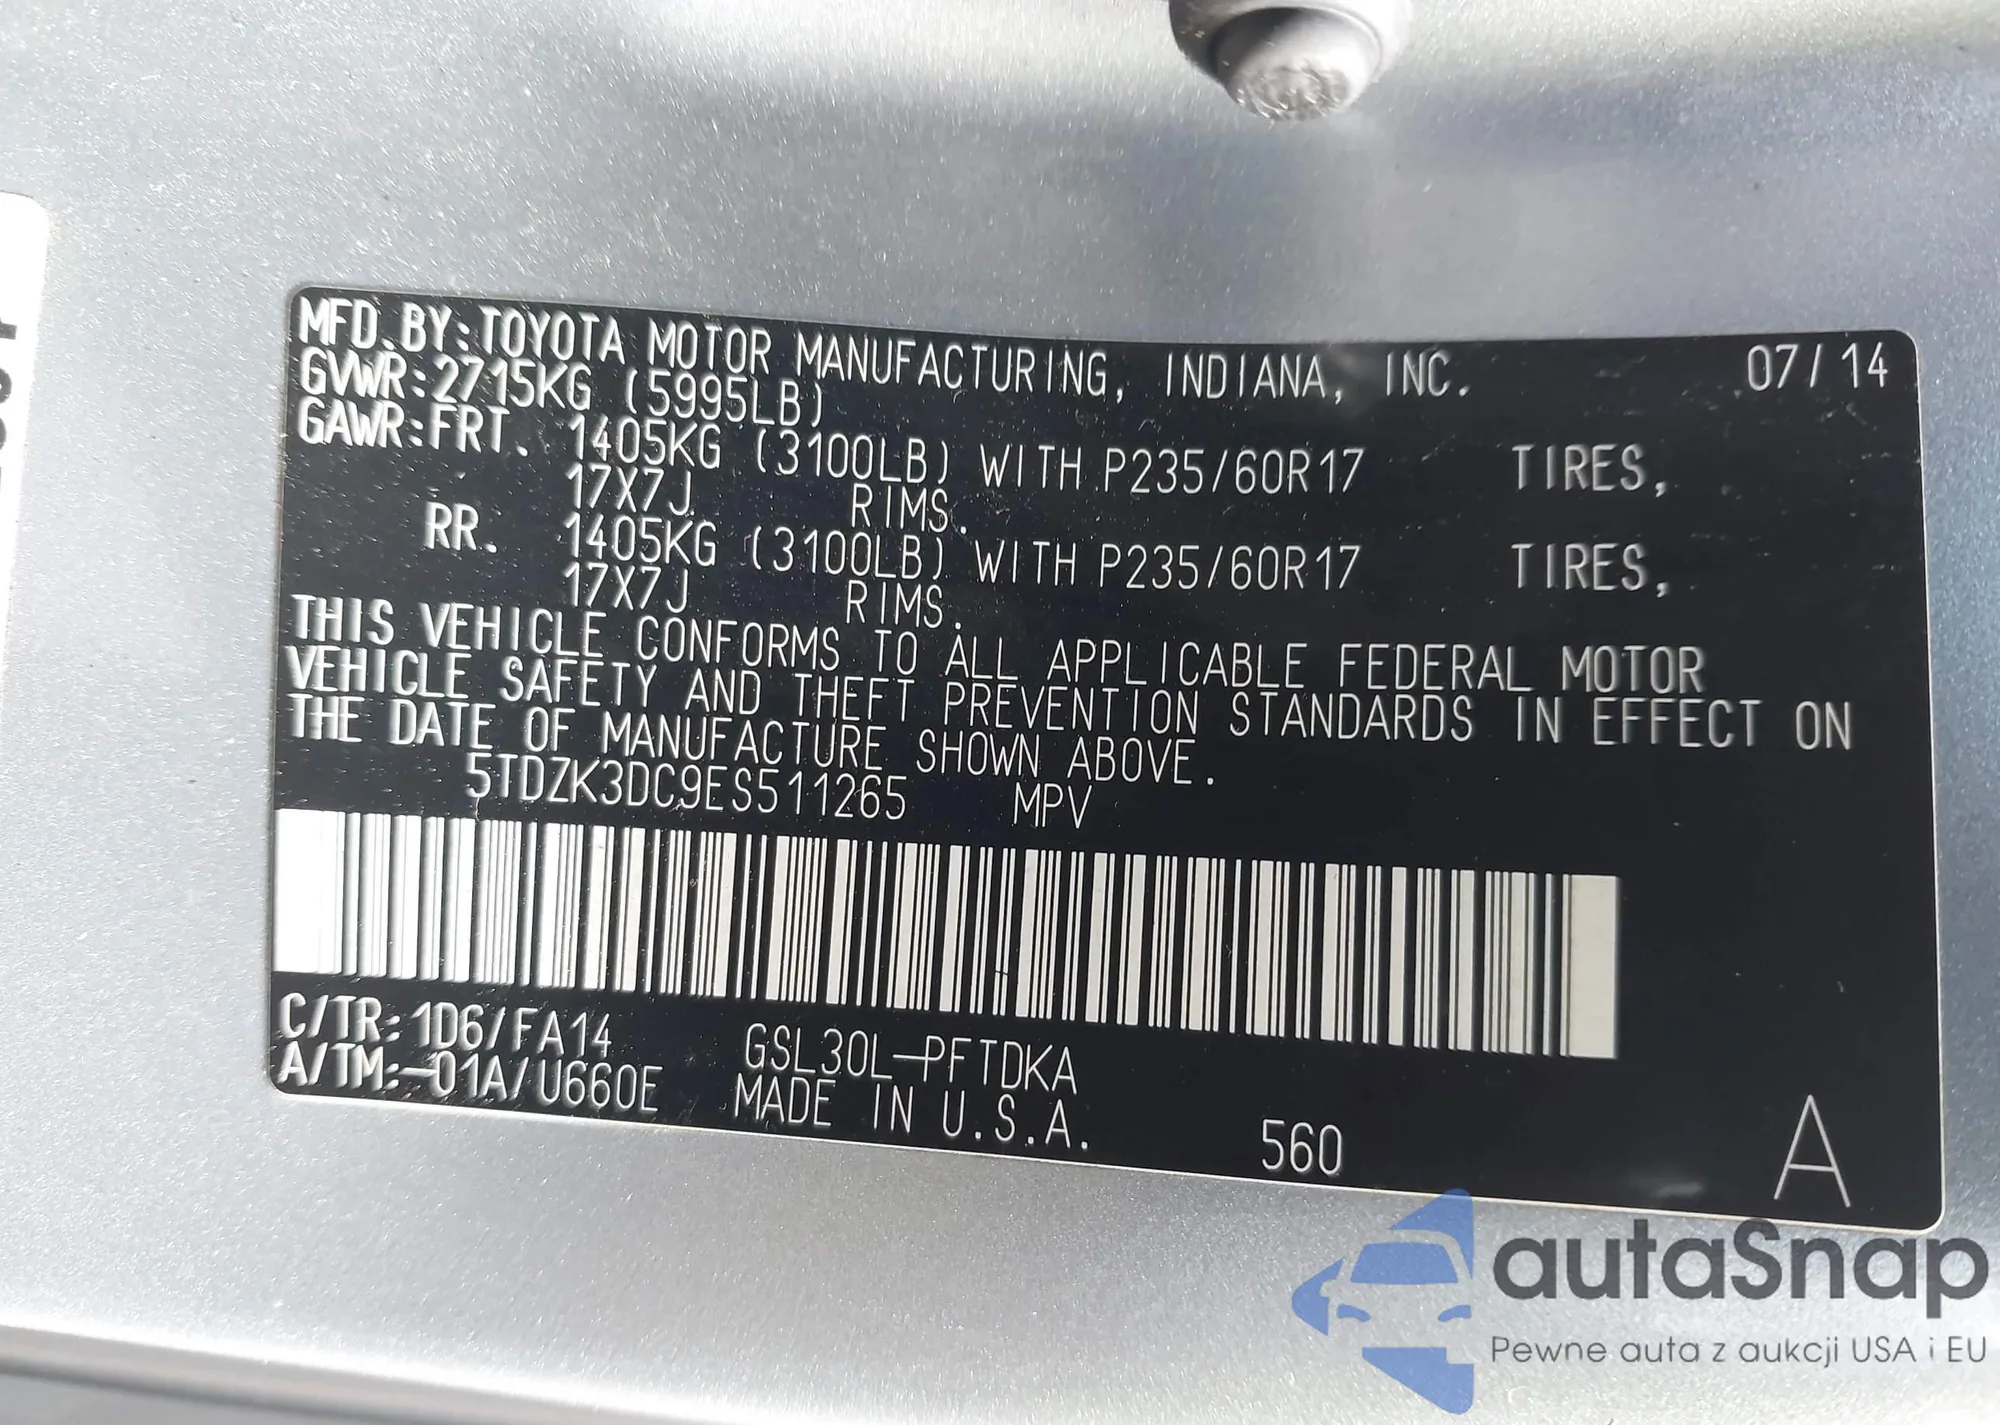 MFD. BY: TOYOTA MOTOR MANUFACTURING, INDIANA, INC. 07/14
GVWR: 2715KG (5995LB)
GAWR: FRT. 1405KG (3100LB) WITH P235/60R17 TIRES,
17X7J RIMS.
RR. 1405KG (3100LB) WITH P235/60R17 TIRES,
17X7J RIMS.
THIS VEHICLE CONFORMS TO ALL APPLICABLE FEDERAL MOTOR
VEHICLE SAFETY AND THEFT PREVENTION STANDARDS IN EFFECT ON
THE DATE OF MANUFACTURE SHOWN ABOVE.
5TDZK3DC9ES511265 MPV
C/TR: 1D6/FA14 GSL30L-PFTDKA
A/TM: -01A/U660E MADE IN U.S.A. 560 A
autaSnap
Pewne auta z aukcji USA i EU